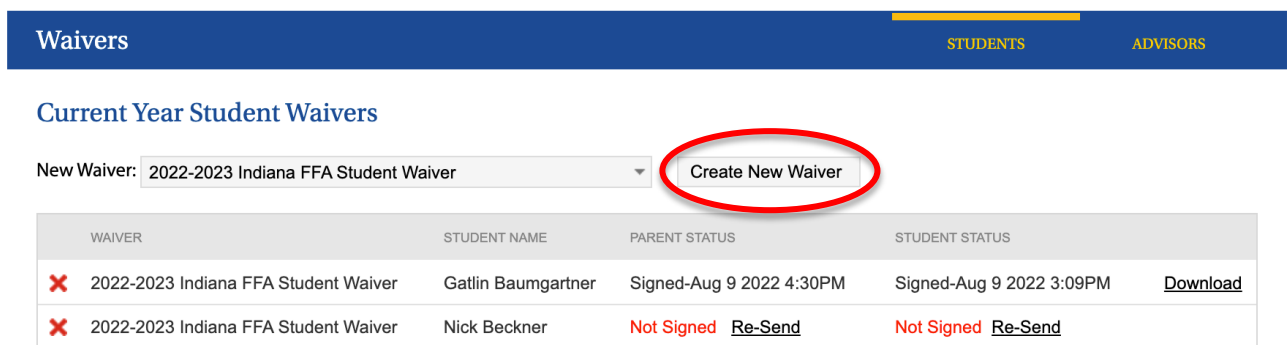 Waivers STUDENTS ADVISORS
Current Year Student Waivers
New Waiver: 2022-2023 Indiana FFA Student Waiver Create New Waiver
WAIVER STUDENT NAME PARENT STATUS STUDENT STATUS
2022-2023 Indiana FFA Student Waiver Gatlin Baumgartner Signed-Aug 9 2022 4:30PM Signed-Aug 9 2022 3:09PM Download
2022-2023 Indiana FFA Student Waiver Nick Beckner Not Signed Re-Send Not Signed Re-Send